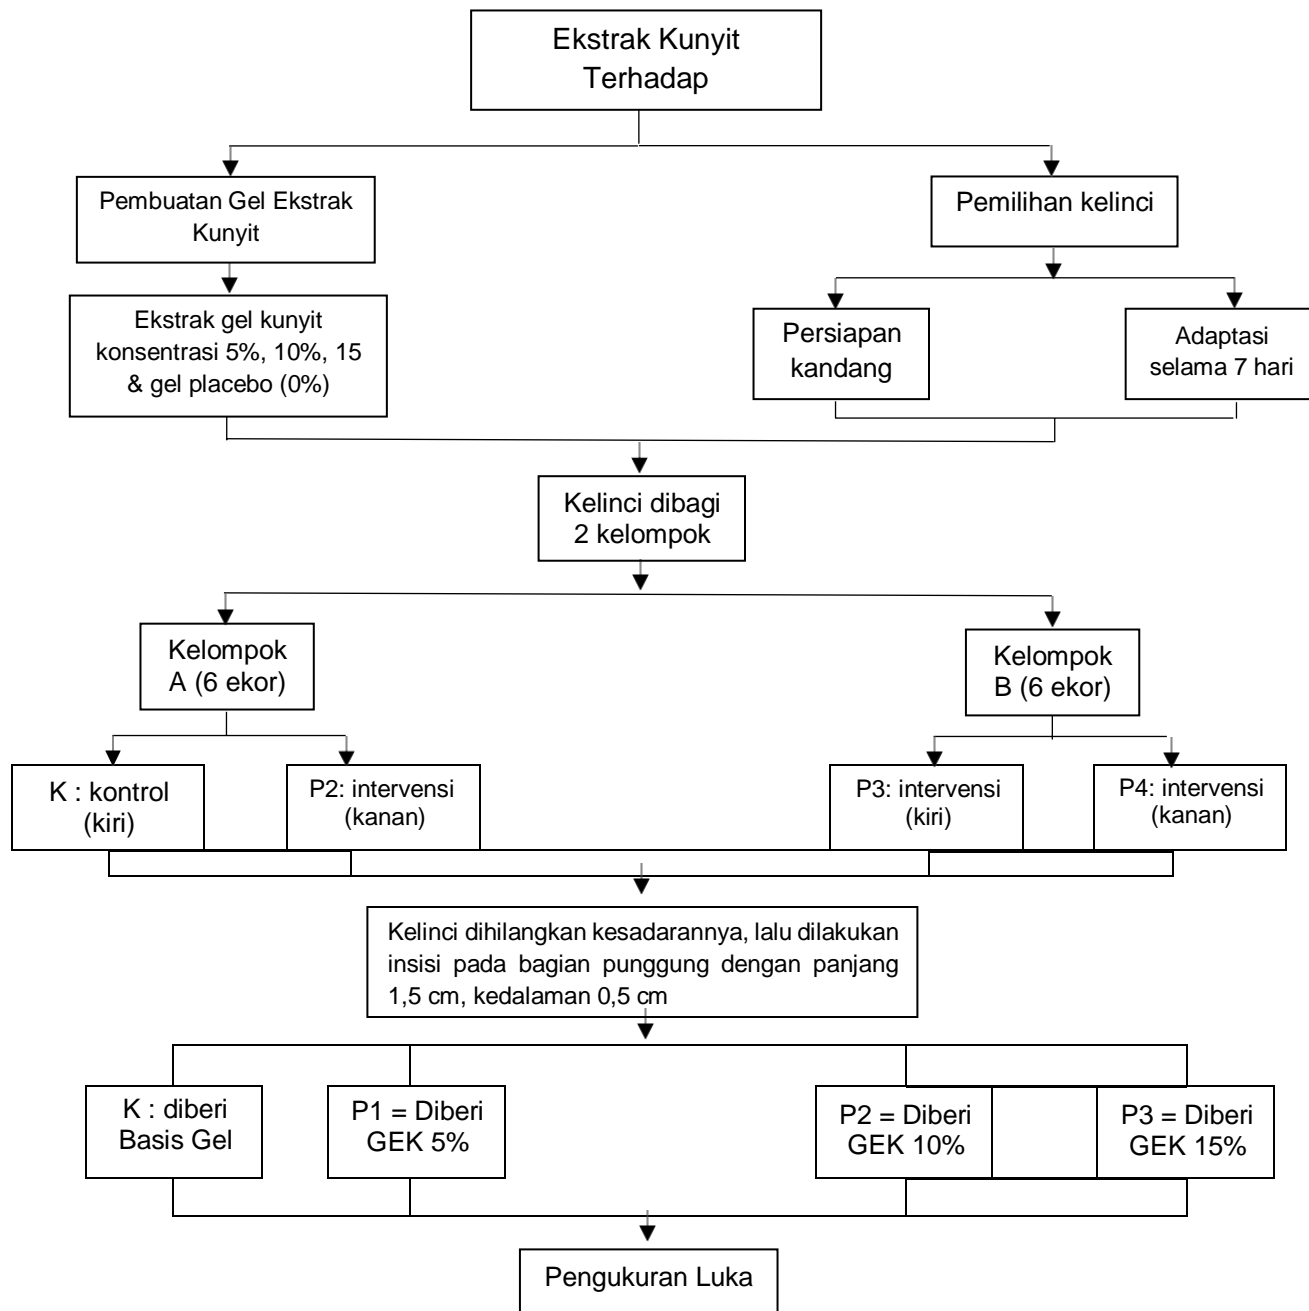 Ekstrak Kunyit
Terhadap
Pembuatan Gel Ekstrak
Kunyit
Pemilihan kelinci
Ekstrak gel kunyit
konsentrasi 5%, 10%, 15
& gel placebo (0%)
Persiapan
kandang
Adaptasi
selama 7 hari
Kelinci dibagi
2 kelompok
Kelompok
A (6 ekor)
Kelompok
B (6 ekor)
K : kontrol
(kiri)
P2: intervensi
(kanan)
P3: intervensi
(kiri)
P4: intervensi
(kanan)
Kelinci dihilangkan kesadarannya, lalu dilakukan
insisi pada bagian punggung dengan panjang
1,5 cm, kedalaman 0,5 cm
K : diberi
Basis Gel
P1 = Diberi
GEK 5%
P2 = Diberi
GEK 10%
P3 = Diberi
GEK 15%
Pengukuran Luka